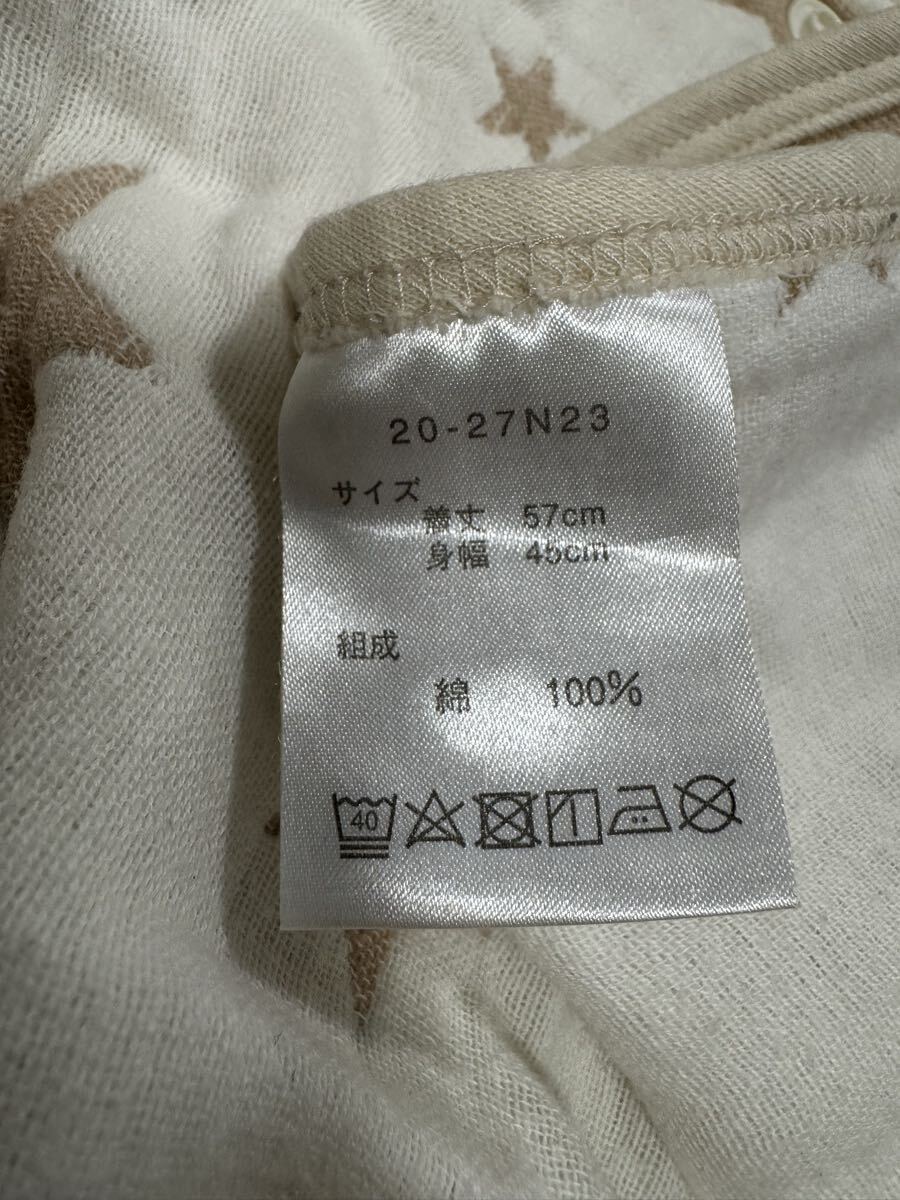 20-27N23
サイズ
着丈 57cm
身幅 45cm
組成
綿 100%
40